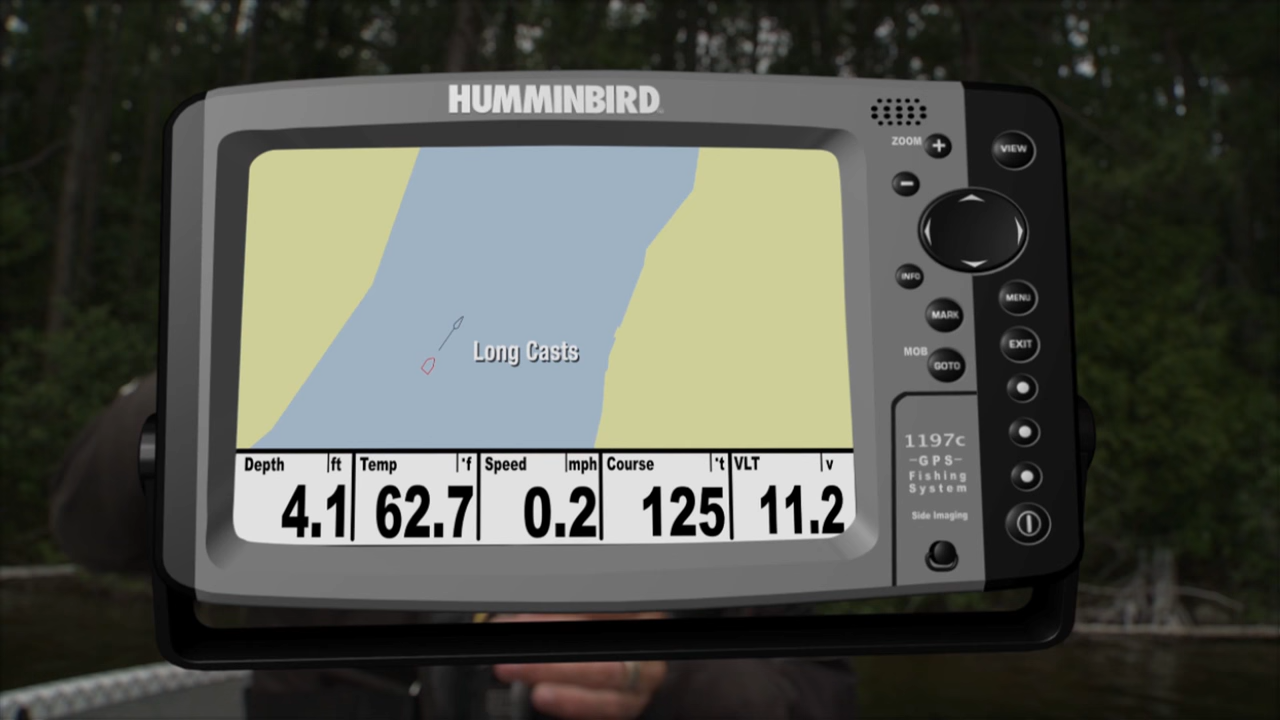 HUMMINBIRD
ZOOM
VIEW
INFO
MENU
MARK
EXIT
MOB
GOTO
Long Casts
1197c
-GPS-
Fishing
System
Side Imaging
Depth ft Temp °f Speed mph Course °t VLT v
4.1 62.7 0.2 125 11.2